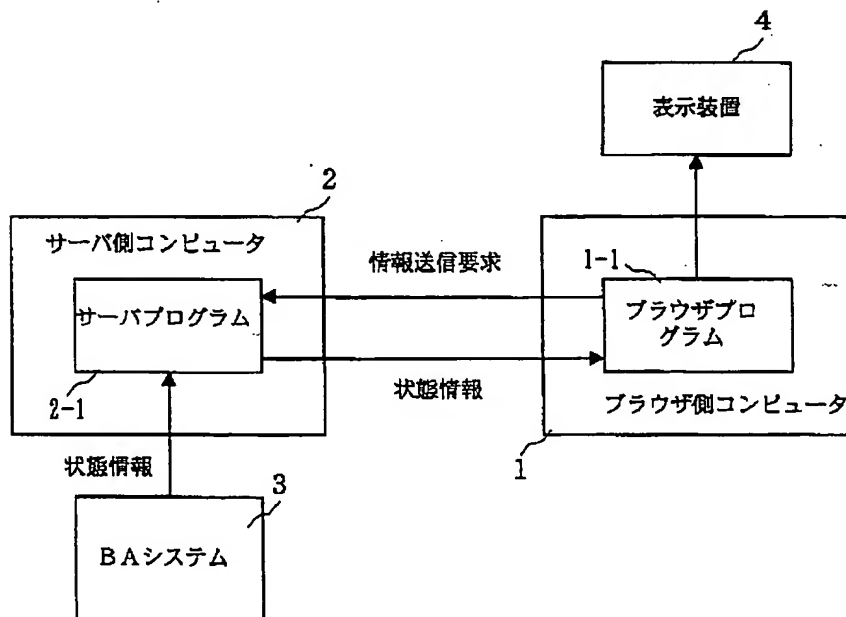 4
表示装置
2
サーバ側コンピュータ
情報送信要求
1-1
サーバプログラム
ブラウザプロ
グラム
2-1
状態情報
ブラウザ側コンピュータ
1
状態情報
3
BAシステム